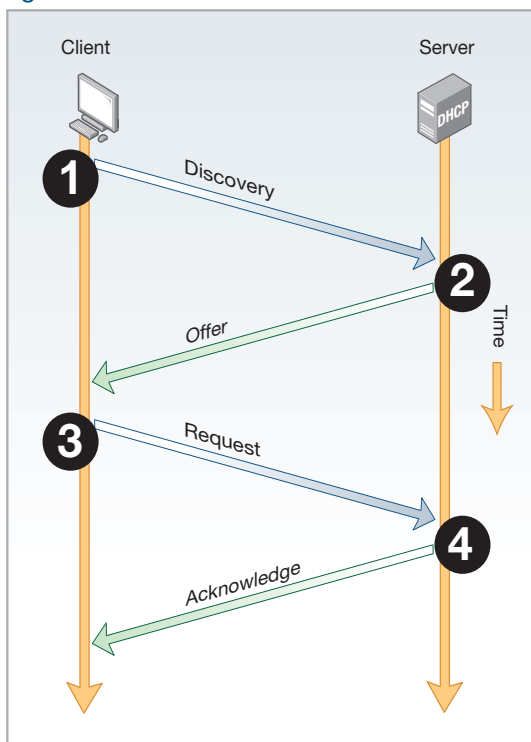 Client
Server
DHCP
1
Discovery
2
Time
Offer
3
Request
4
Acknowledge